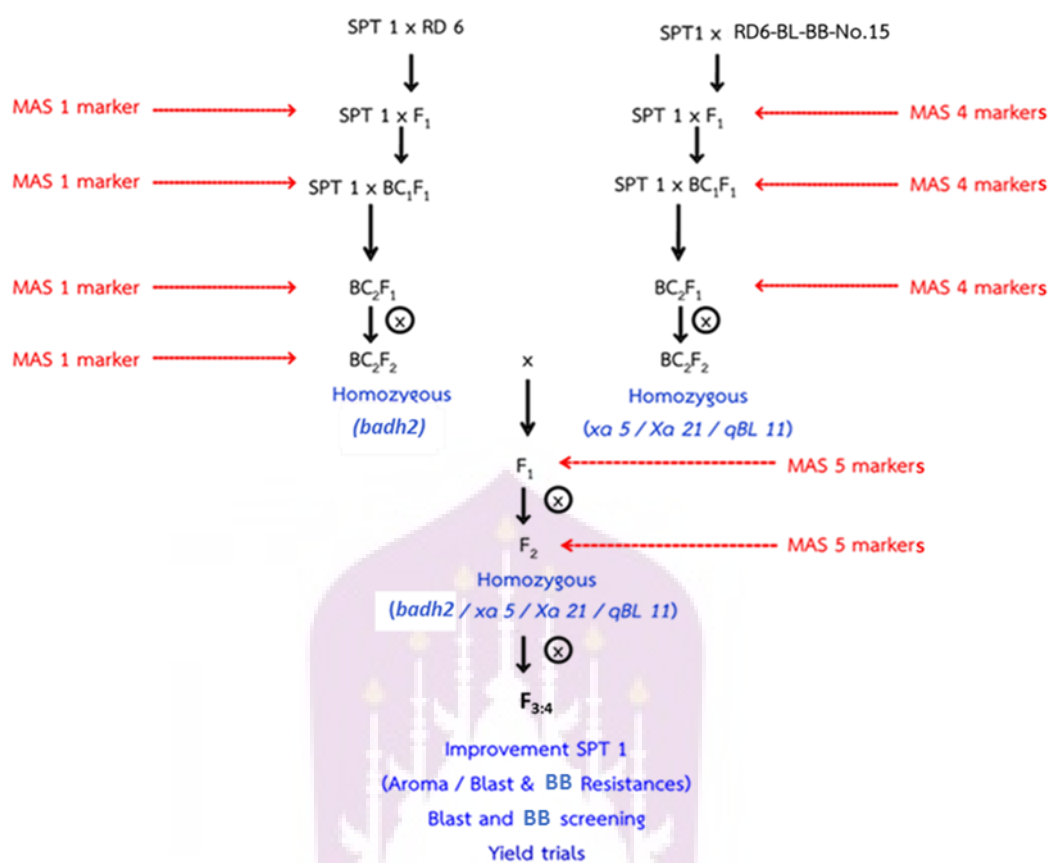 SPT 1 x RD 6
SPT1 x RD6-BL-BB-No.15
MAS 1 marker
SPT 1 x F₁
SPT 1 x F₁
MAS 4 markers
MAS 1 marker
SPT 1 x BC₁F₁
SPT 1 x BC₁F₁
MAS 4 markers
MAS 1 marker
BC₂F₁
BC₂F₁
MAS 4 markers
x
x
MAS 1 marker
BC₂F₂
x
BC₂F₂
Homozygous
(badh2)
Homozygous
(xa 5 / Xa 21 / qBL 11)
F₁
MAS 5 markers
x
F₂
MAS 5 markers
Homozygous
(badh2 / xa 5 / Xa 21 / qBL 11)
x
F₃:₄
Improvement SPT 1
(Aroma / Blast & BB Resistances)
Blast and BB screening
Yield trials